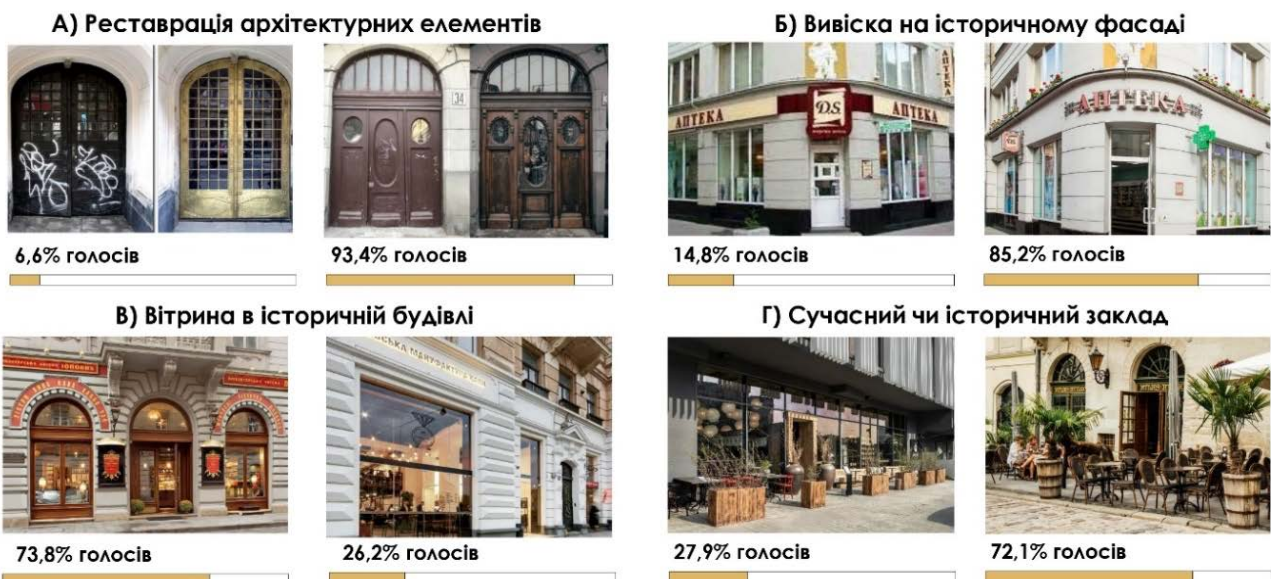 А) Реставрація архітектурних елементів
34
6,6% голосів
93,4% голосів
Б) Вивіска на історичному фасаді
АПТЕКА
D.S.
АПТЕКА
АПТЕКА
АПТЕКА
14,8% голосів
85,2% голосів
В) Вітрина в історичній будівлі
73,8% голосів
26,2% голосів
Г) Сучасний чи історичний заклад
27,9% голосів
72,1% голосів